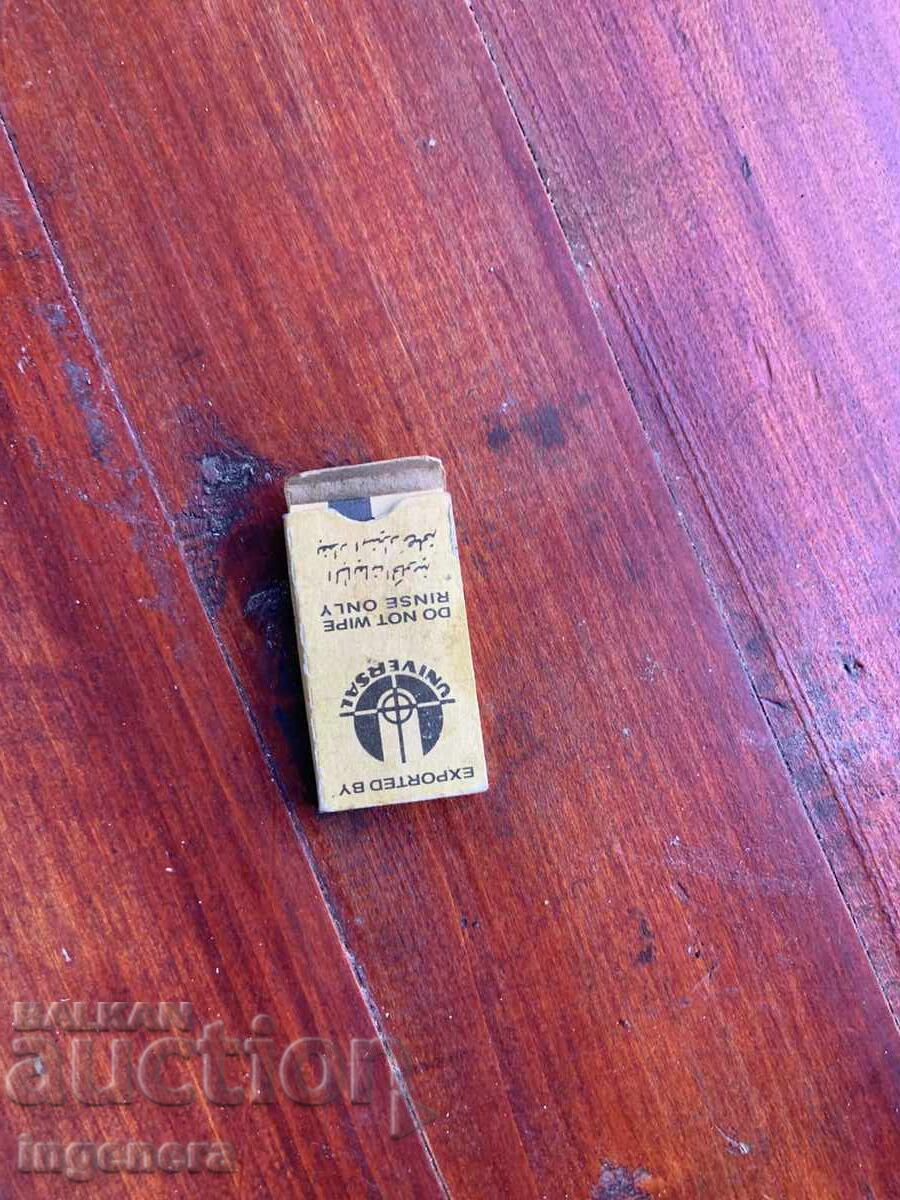 EXPORTED BY
UNIVERSAL
DO NOT WIPE
RINSE ONLY
BALKAN
auction
ingenera